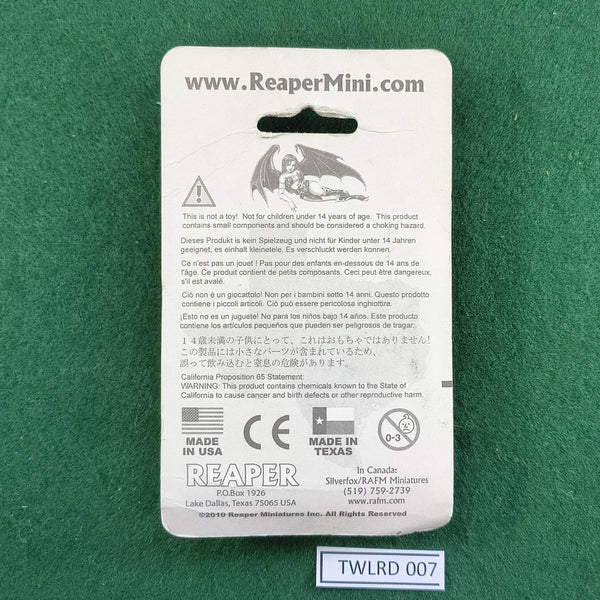 www.ReaperMini.com
This is not a toy! Not for children under 14 years of age. This product
contains small components and should be considered a choking hazard.
Dieses Produkt is kein Spielzeug und nicht für Kinder unter 14 Jahren
geeignet, es einhalt kleinetele. Es verschluckt werden konnen.
Ce n'est pas un jouet ! Pas pour des enfants en-dessous de 14 ans de
l'âge. Ce produit contient de petits composants. Ceci peut être dangereux,
s'il est avalé.
Ciò non è un giocattolo! Non per i bambini sotto 14 anni. Questo prodotto
contiene i piccoli articoli. Ciò può essere pericolosa inghiottire.
¡Esto no es un juguete! No para los niños bajo 14 años. Este producto
contiene los artículos pequeños que pueden ser peligrosos de tragar.
14歳未満の子供にとって、これはおもちゃではありません!
この製品には小さなパーツが含まれているため、
誤って飲み込むと窒息の危険があります。
California Proposition 65 Statement:
WARNING: This product contains chemicals known to the State of
California to cause cancer and birth defects or other reproductive harm.
MADE IN USA
CE
MADE IN TEXAS
0-3
REAPER
P.O.Box 1926
Lake Dallas, Texas 75065 USA
In Canada:
Silverfox/RAFM Miniatures
(519) 759-2739
www.rafm.com
©2010 Reaper Miniatures Inc. All Rights Reserved
TWLRD 007